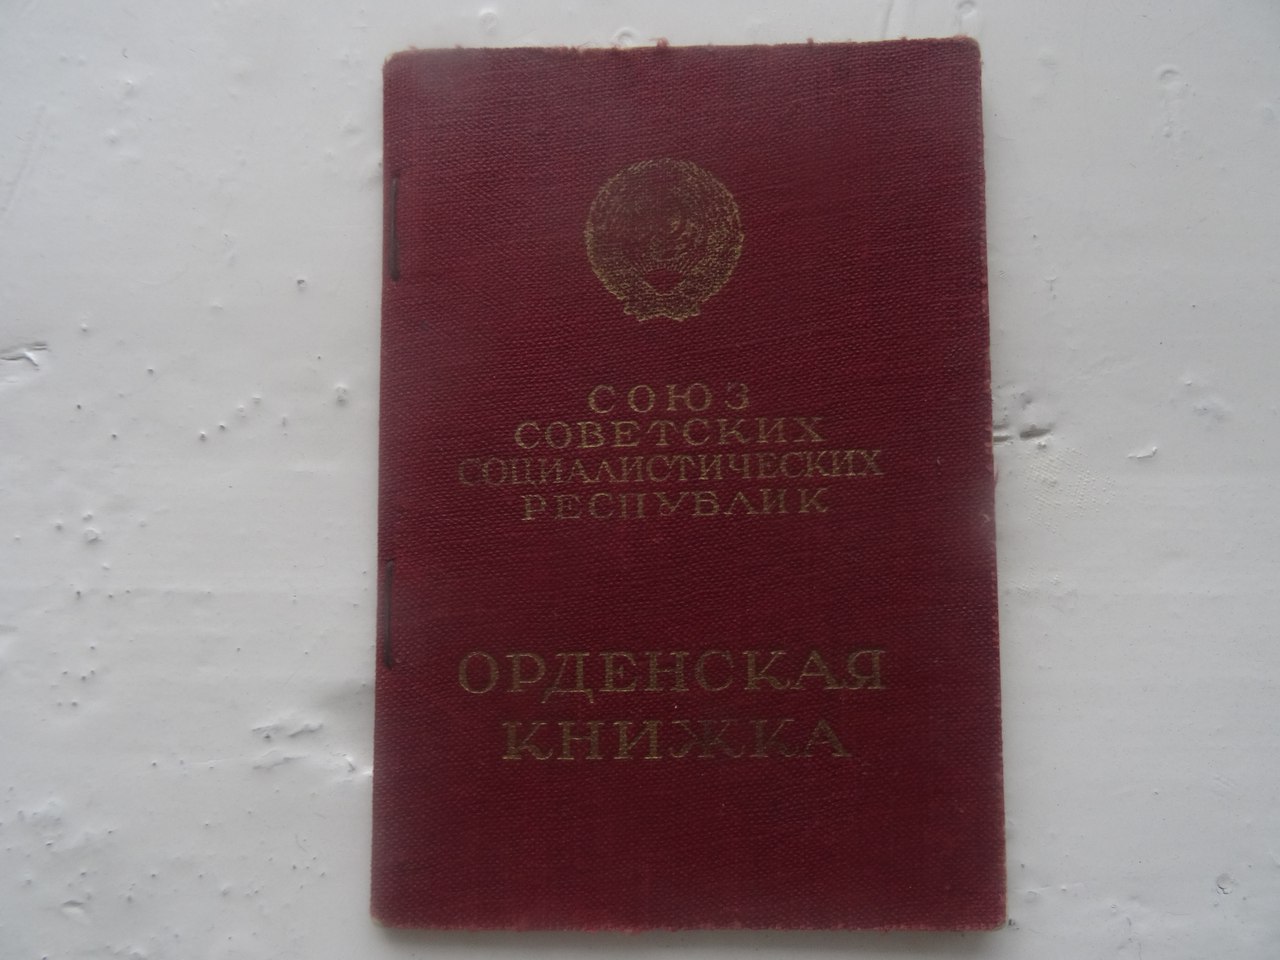 СОЮЗ
СОВЕТСКИХ
СОЦИАЛИСТИЧЕСКИХ
РЕСПУБЛИК
ОРДЕНСКАЯ
КНИЖКА